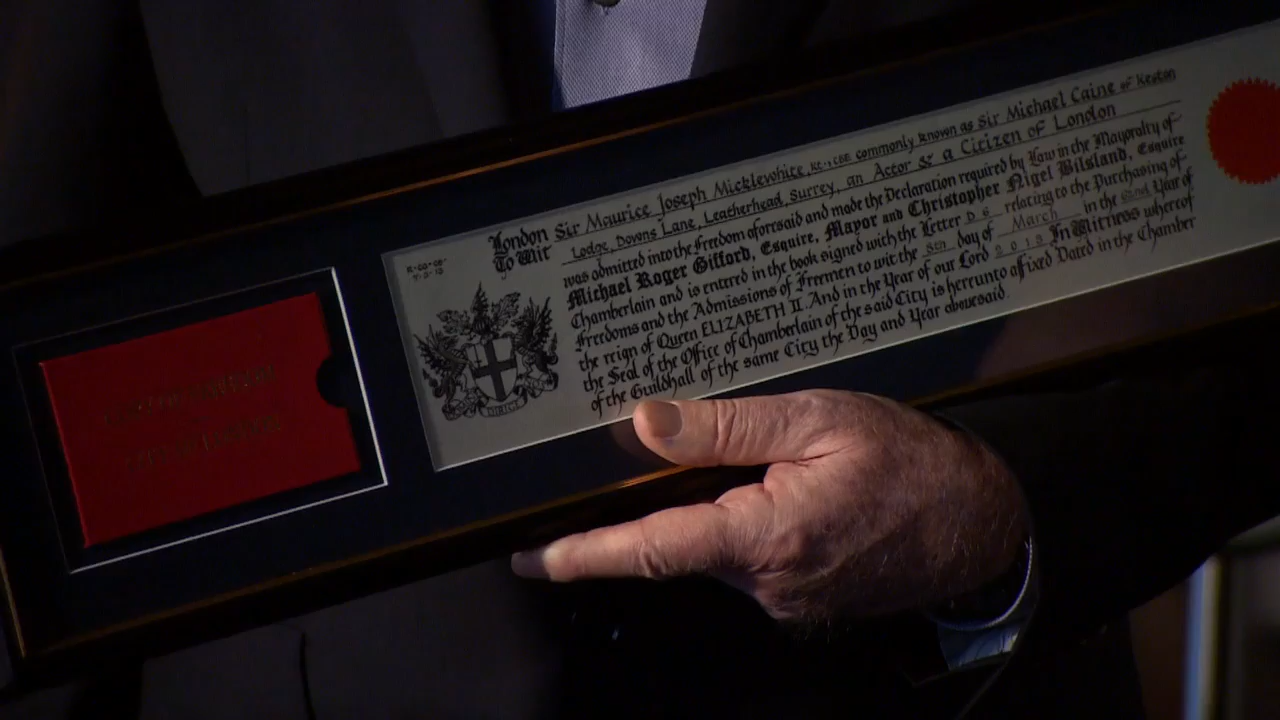 London
To Wit
Sir Maurice Joseph Micklewhite, Kt., CBE commonly known as Sir Michael Caine of Keston
Lodge, Downs Lane, Leatherhead, Surrey, an Actor & a Citizen of London
was admitted into the Freedom aforesaid and made the Declaration required by Law in the Mayoralty of
Michael Roger Gifford, Esquire, Mayor and Christopher Nigel Bilsland, Esquire
Chamberlain and is entered in the book signed with the Letter D 6 relating to the Purchasing of
Freedoms and the Admissions of Freemen to wit the 8th day of March in the 62nd Year of
the reign of Queen ELIZABETH II. And in the Year of our Lord 2013 In Witness whereof
the Seal of the Office of Chamberlain of the said City is hereunto affixed Dated in the Chamber
of the Guildhall of the same City the Day and Year abovesaid.